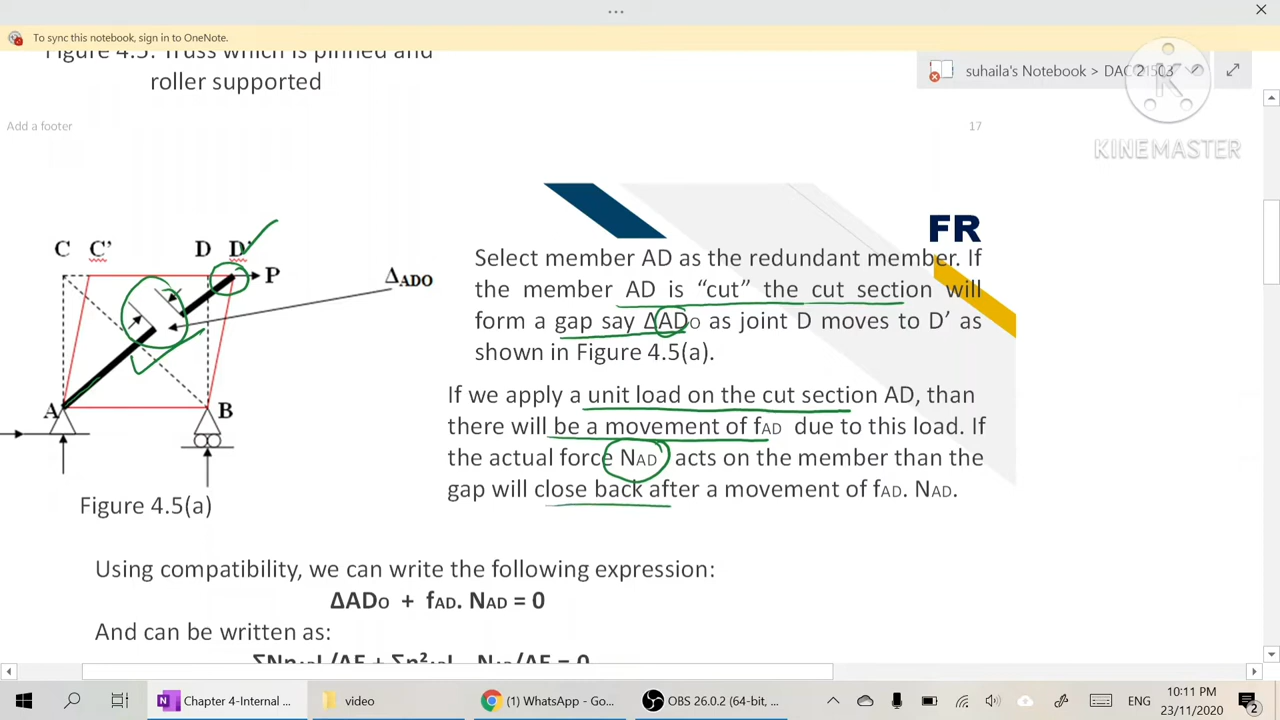 To sync this notebook, sign in to OneNote.
Figure 4.5: Truss which is pinned and
roller supported
suhaila's Notebook > DAC 21503
K
KINEMASTER
Add a footer
17
FR
C C' D D' P ΔADO
A B
Figure 4.5(a)
Select member AD as the redundant member. If
the member AD is “cut” the cut section will
form a gap say ΔADO as joint D moves to D’ as
shown in Figure 4.5(a).
If we apply a unit load on the cut section AD, than
there will be a movement of fAD due to this load. If
the actual force NAD acts on the member than the
gap will close back after a movement of fAD. NAD.
Using compatibility, we can write the following expression:
ΔADO + fAD. NAD = 0
And can be written as:
Chapter 4-Internal ...
video
(1) WhatsApp - Go...
OBS 26.0.2 (64-bit, ...
ENG
10:11 PM
23/11/2020
2